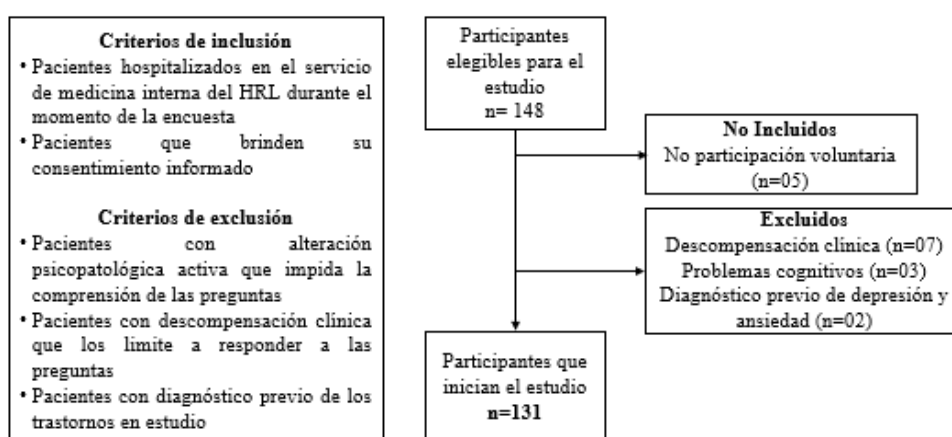 Criterios de inclusión
• Pacientes hospitalizados en el servicio
de medicina interna del HRL durante el
momento de la encuesta
• Pacientes que brinden su
consentimiento informado
Criterios de exclusión
• Pacientes con alteración
psicopatológica activa que impida la
comprensión de las preguntas
• Pacientes con descompensación clínica
que los limite a responder a las
preguntas
• Pacientes con diagnóstico previo de los
trastornos en estudio
Participantes
elegibles para el
estudio
n= 148
No Incluidos
No participación voluntaria
(n=05)
Excluidos
Descompensación clínica (n=07)
Problemas cognitivos (n=03)
Diagnóstico previo de depresión y
ansiedad (n=02)
Participantes que
inician el estudio
n=131